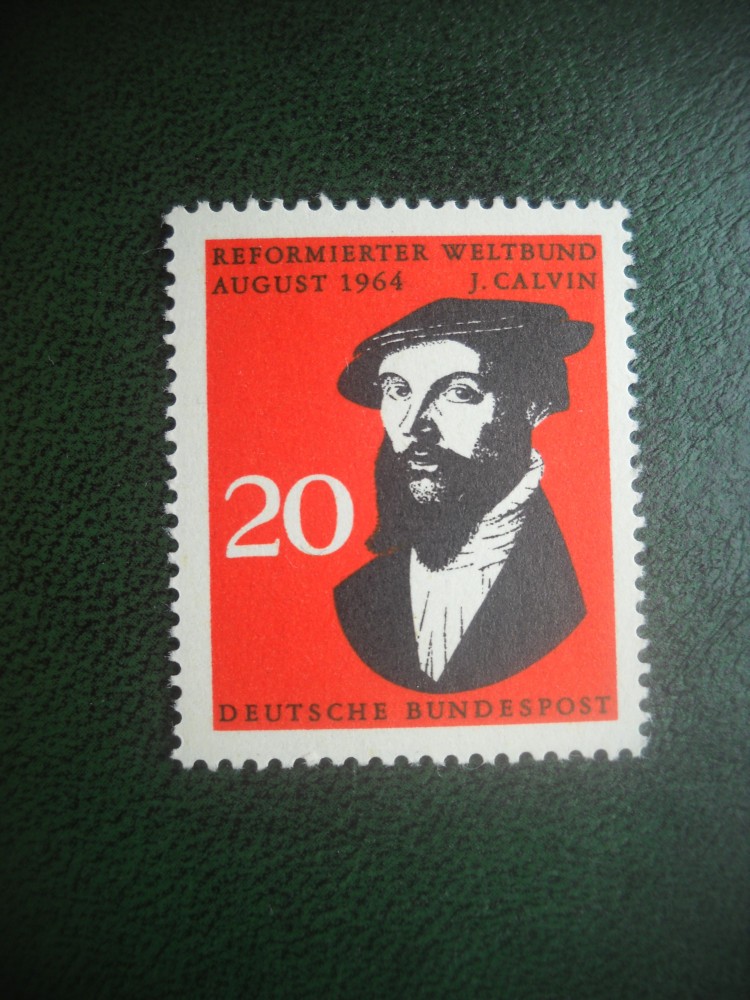 REFORMIERTER WELTBUND
AUGUST 1964 J. CALVIN
20
DEUTSCHE BUNDESPOST